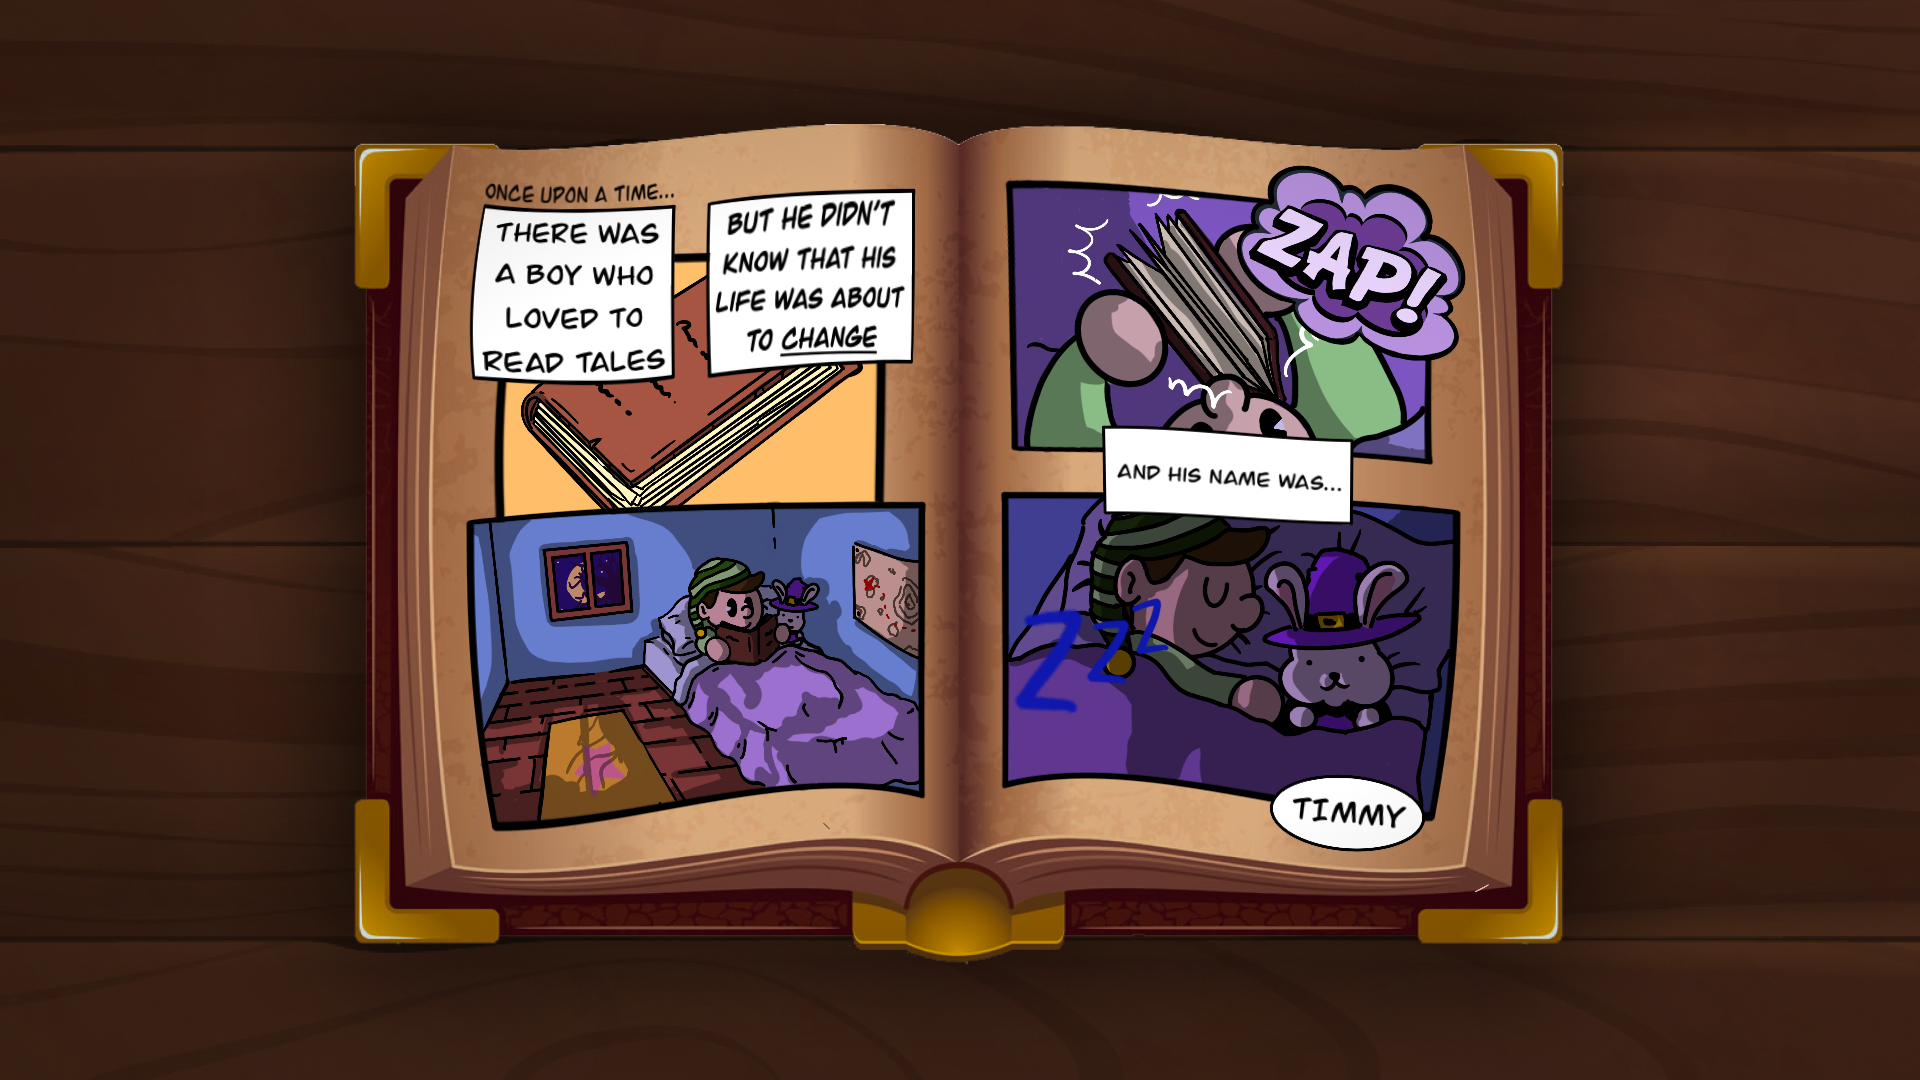 ONCE UPON A TIME...
THERE WAS
A BOY WHO
LOVED TO
READ TALES
BUT HE DIDN'T
KNOW THAT HIS
LIFE WAS ABOUT
TO CHANGE
ZAP!
AND HIS NAME WAS...
Z Z Z
TIMMY